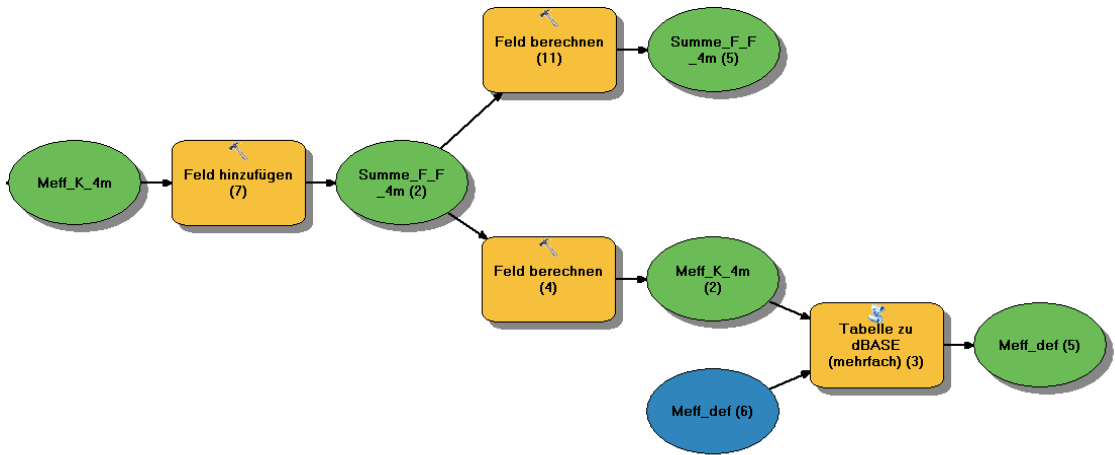 Feld berechnen
(11)
Summe_F_F
_4m (5)
Meff_K_4m
Feld hinzufügen
(7)
Summe_F_F
_4m (2)
Feld berechnen
(4)
Meff_K_4m
(2)
Tabelle zu
dBASE
(mehrfach) (3)
Meff_def (5)
Meff_def (6)